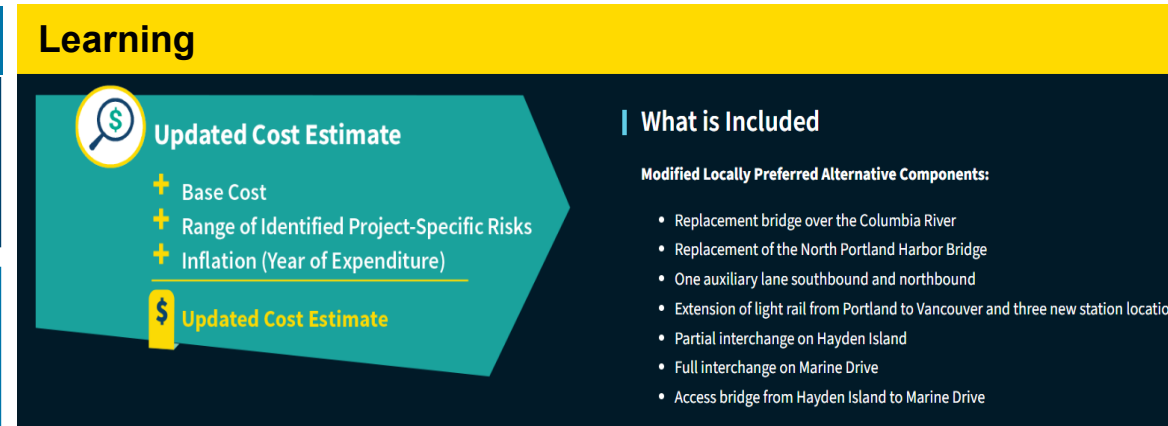 Learning
$
Updated Cost Estimate
+ Base Cost
+ Range of Identified Project-Specific Risks
+ Inflation (Year of Expenditure)
$ Updated Cost Estimate
What is Included
Modified Locally Preferred Alternative Components:
• Replacement bridge over the Columbia River
• Replacement of the North Portland Harbor Bridge
• One auxiliary lane southbound and northbound
• Extension of light rail from Portland to Vancouver and three new station locatio
• Partial interchange on Hayden Island
• Full interchange on Marine Drive
• Access bridge from Hayden Island to Marine Drive